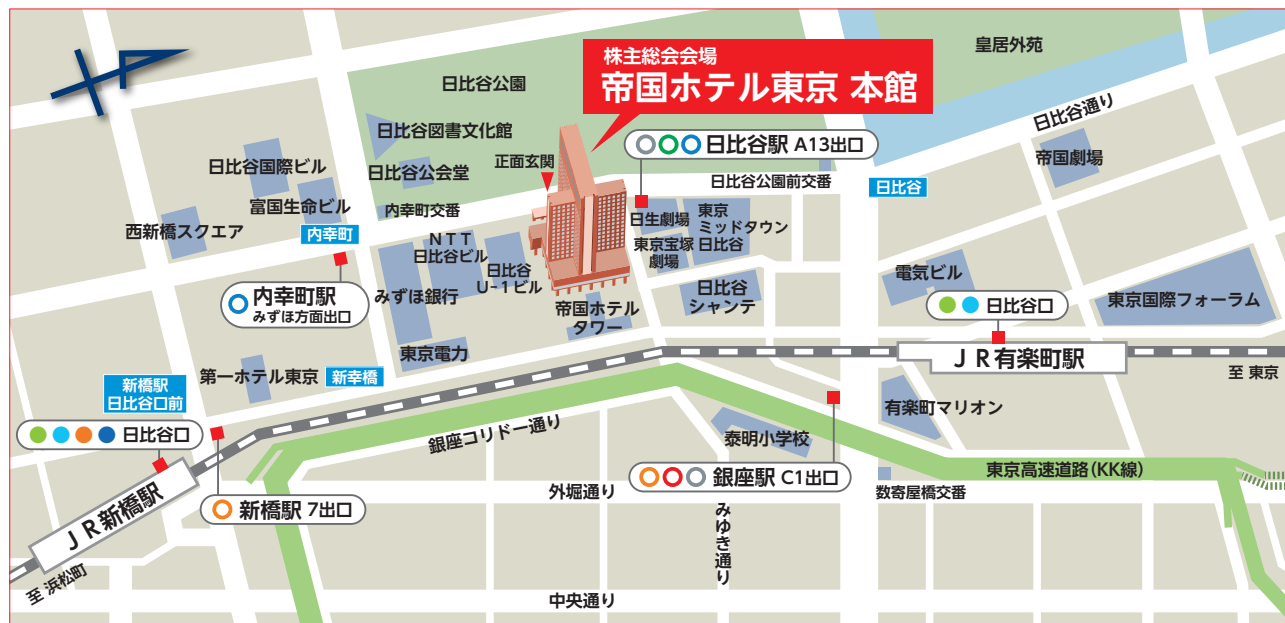 皇居外苑
株主総会会場
帝国ホテル東京 本館
日比谷公園
日比谷通り
日比谷図書文化館
日比谷駅 A13出口
帝国劇場
日比谷国際ビル
日比谷公会堂
正面玄関
日比谷公園前交番
日比谷
富国生命ビル
内幸町交番
西新橋スクエア
内幸町
日生劇場
東京
ミッドタウン
日比谷
NTT
日比谷ビル
日比谷
U-1ビル
東京宝塚
劇場
電気ビル
内幸町駅
みずほ方面出口
みずほ銀行
日比谷
シャンテ
日比谷口
東京国際フォーラム
帝国ホテル
タワー
東京電力
JR有楽町駅
至 東京
第一ホテル東京
新幸橋
新橋駅
日比谷口前
有楽町マリオン
日比谷口
銀座コリドー通り
泰明小学校
東京高速道路(KK線)
銀座駅 C1出口
JR新橋駅
新橋駅 7出口
外堀通り
みゆき通り
数寄屋橋交番
至 浜松町
中央通り